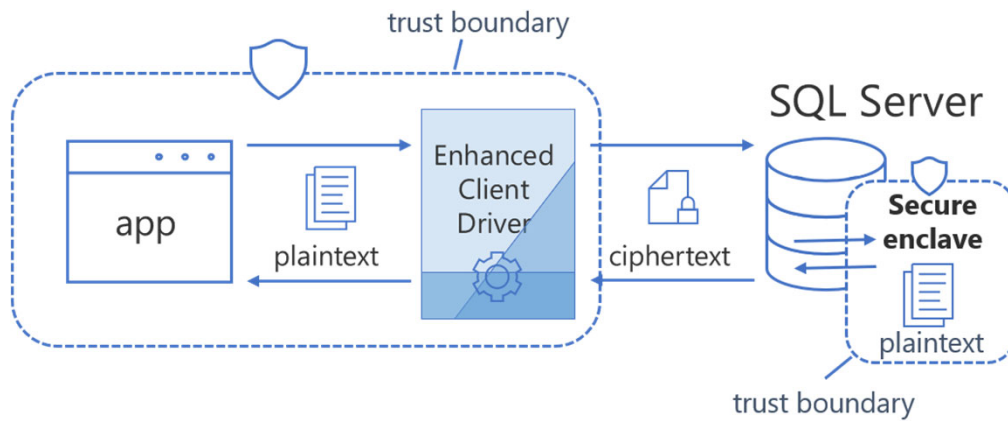 trust boundary
SQL Server
app
plaintext
Enhanced
Client
Driver
ciphertext
Secure
enclave
plaintext
trust boundary